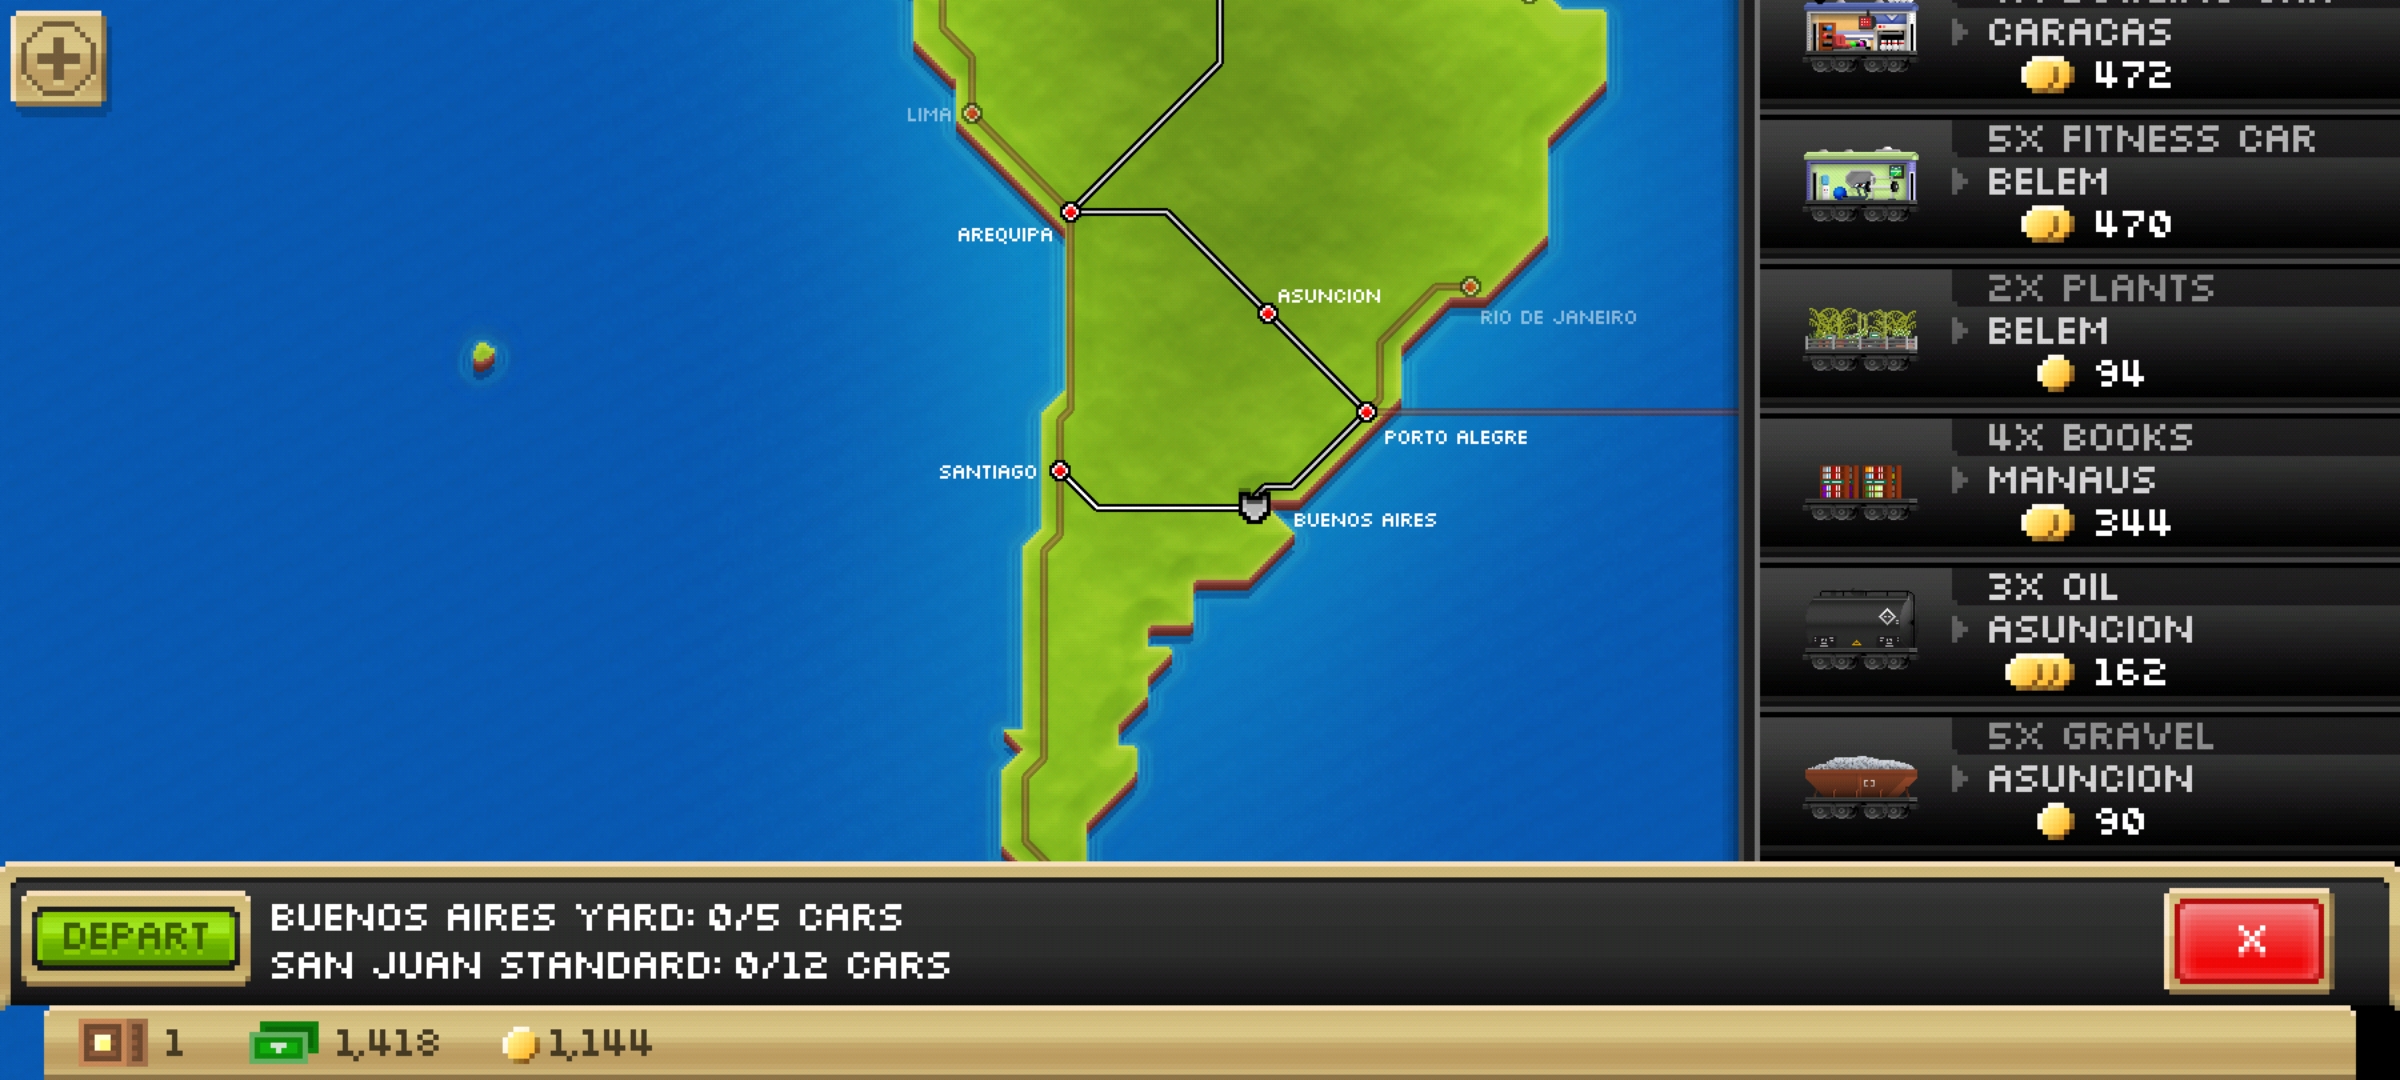 LIMA
AREQUIPA
ASUNCION
RIO DE JANEIRO
PORTO ALEGRE
SANTIAGO
BUENOS AIRES
CARACAS
472
5X FITNESS CAR
BELEM
470
2X PLANTS
BELEM
94
4X BOOKS
MANAUS
344
3X OIL
ASUNCION
162
5X GRAVEL
ASUNCION
90
DEPART
BUENOS AIRES YARD: 0/5 CARS
SAN JUAN STANDARD: 0/12 CARS
X
1
1,418
1,144